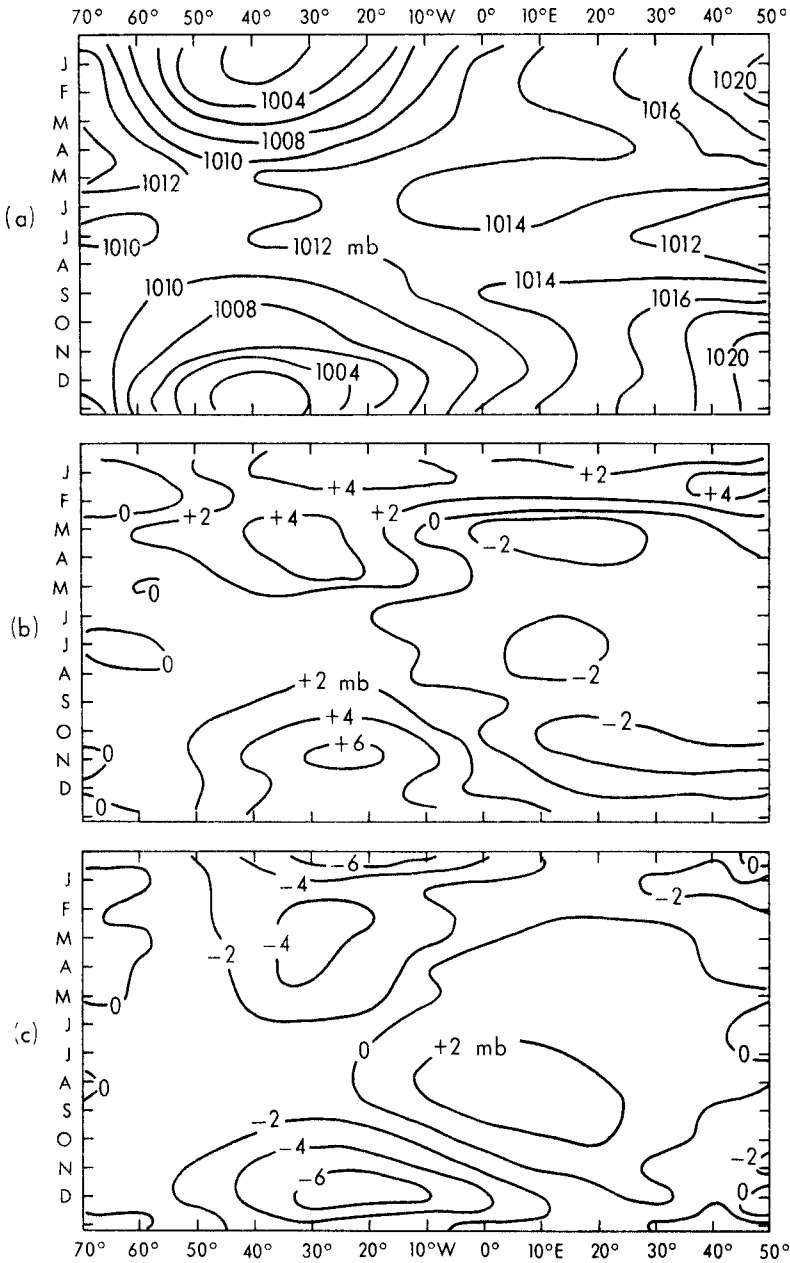 70° 60° 50° 40° 30° 20° 10°W 0° 10°E 20° 30° 40° 50°
(a)
J
F
M
A
M
J
J
A
S
O
N
D
1004
1008
1010
1012
1010
1012 mb
1010
1008
1004
1020
1016
1014
1012
1014
1016
1020
(b)
J
F
M
A
M
J
J
A
S
O
N
D
+2
+4
+4
0
+2
+4
+2
0
-2
0
0
-2
+2 mb
+4
+6
-2
0
0
(c)
J
F
M
A
M
J
J
A
S
O
N
D
-6
-4
0
-2
-4
-2
0
0
+2 mb
0
0
-2
-4
-6
-2
0
70° 60° 50° 40° 30° 20° 10°W 0° 10°E 20° 30° 40° 50°